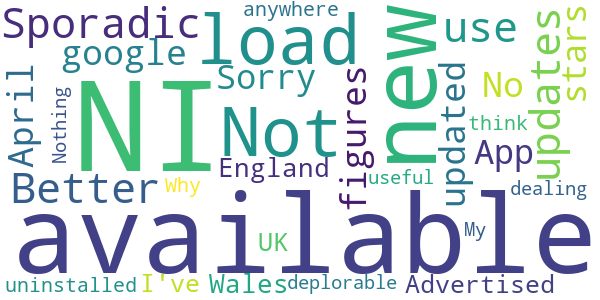 anywhere
Sporadic
load
new
use
stars
google
updates
Sorry
April
Nothing
NI
Not
figures
updated
No
think
App
England
Better
Why
useful
dealing
available
My
UK
uninstalled
I've
Wales
deplorable
Advertised